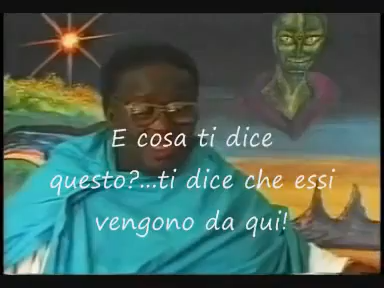 E cosa ti dice
questo?...ti dice che essi
vengono da qui!